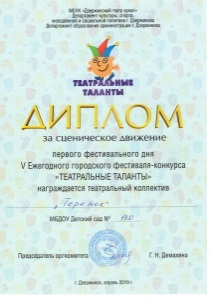 МБУК «Дзержинский театр кукол»
Департамент культуры, спорта,
молодёжной и социальной политики г. Дзержинска
Департамент образования администрации г. Дзержинска
ТЕАТРАЛЬНЫЕ
ТАЛАНТЫ
ДИПЛОМ
за сценическое движение
первого фестивального дня
V Ежегодного городского фестиваля-конкурса
«ТЕАТРАЛЬНЫЕ ТАЛАНТЫ»
награждается театральный коллектив
„Теремок"
МБДОУ Детский сад №
Председатель оргкомитета Г. Н. Демахина
г. Дзержинск, апрель 2019 г.